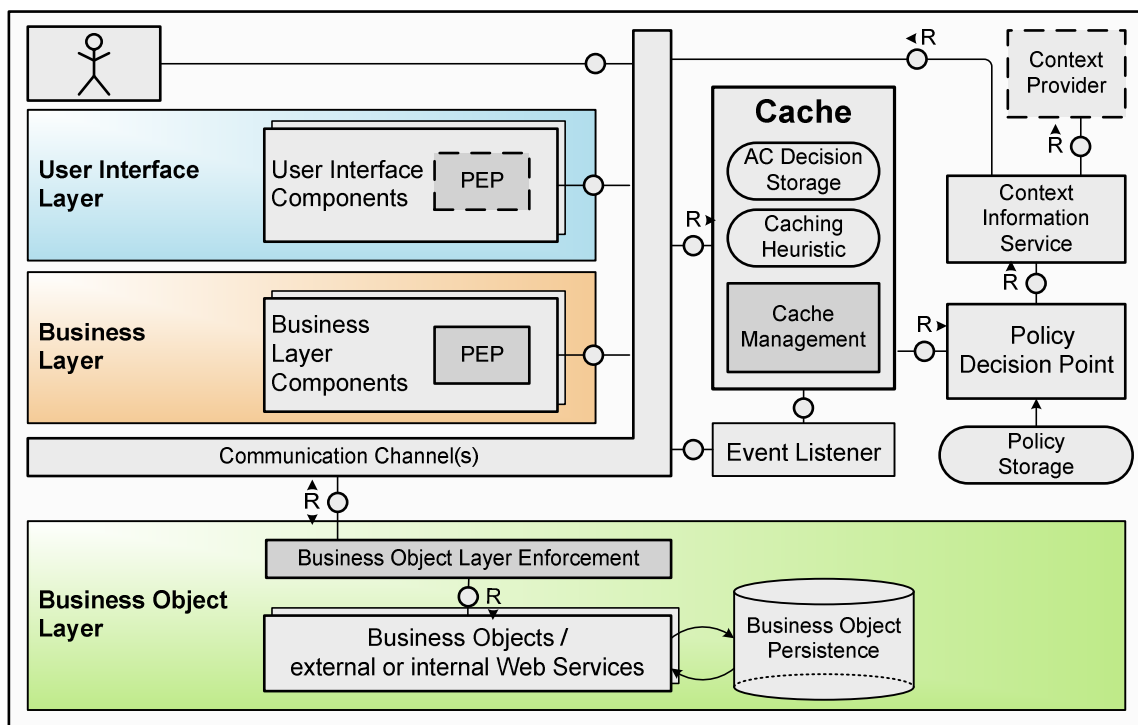 R
Context
Provider
R
Cache
AC Decision
Storage
R
Caching
Heuristic
Cache
Management
Context
Information
Service
R
R
Policy
Decision Point
Policy
Storage
Event Listener
User Interface
Layer
User Interface
Components
PEP
Business
Layer
Business
Layer
Components
PEP
Communication Channel(s)
R
Business Object
Layer
Business Object Layer Enforcement
R
Business Objects /
external or internal Web Services
Business Object
Persistence